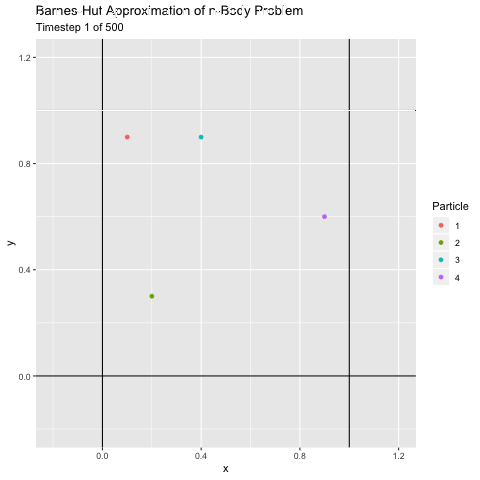 Barnes-Hut Approximation of n-Body Problem
Timestep 1 of 500
1.2
0.8
0.4
0.0
y
0.0
0.4
0.8
1.2
x
Particle
1
2
3
4